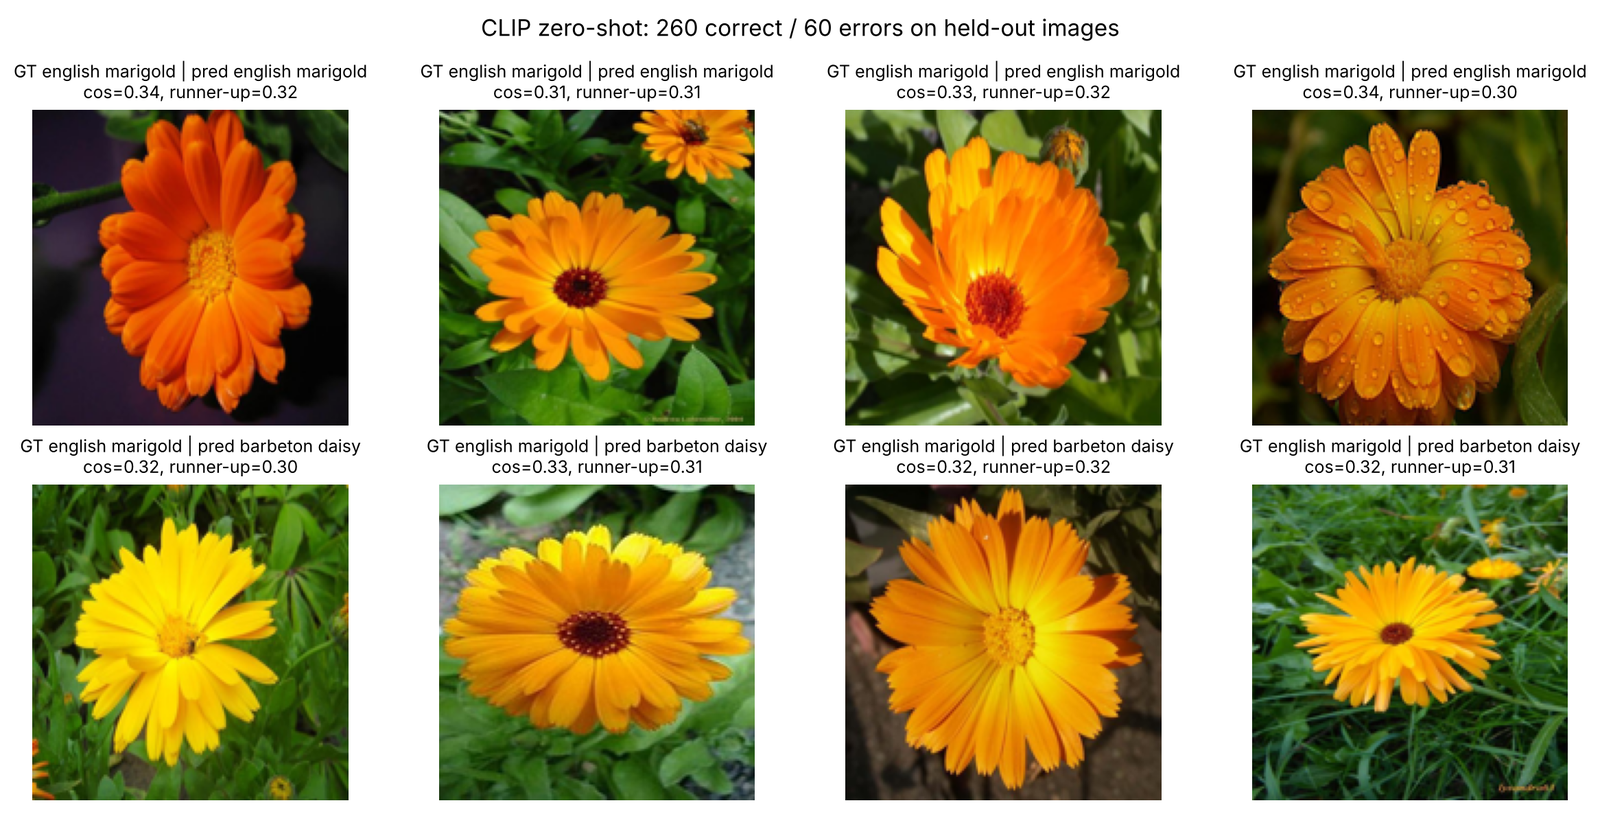 CLIP zero-shot: 260 correct / 60 errors on held-out images
GT english marigold | pred english marigold
cos=0.34, runner-up=0.32
GT english marigold | pred english marigold
cos=0.31, runner-up=0.31
GT english marigold | pred english marigold
cos=0.33, runner-up=0.32
GT english marigold | pred english marigold
cos=0.34, runner-up=0.30
GT english marigold | pred barbeton daisy
cos=0.32, runner-up=0.30
GT english marigold | pred barbeton daisy
cos=0.33, runner-up=0.31
GT english marigold | pred barbeton daisy
cos=0.32, runner-up=0.32
GT english marigold | pred barbeton daisy
cos=0.32, runner-up=0.31